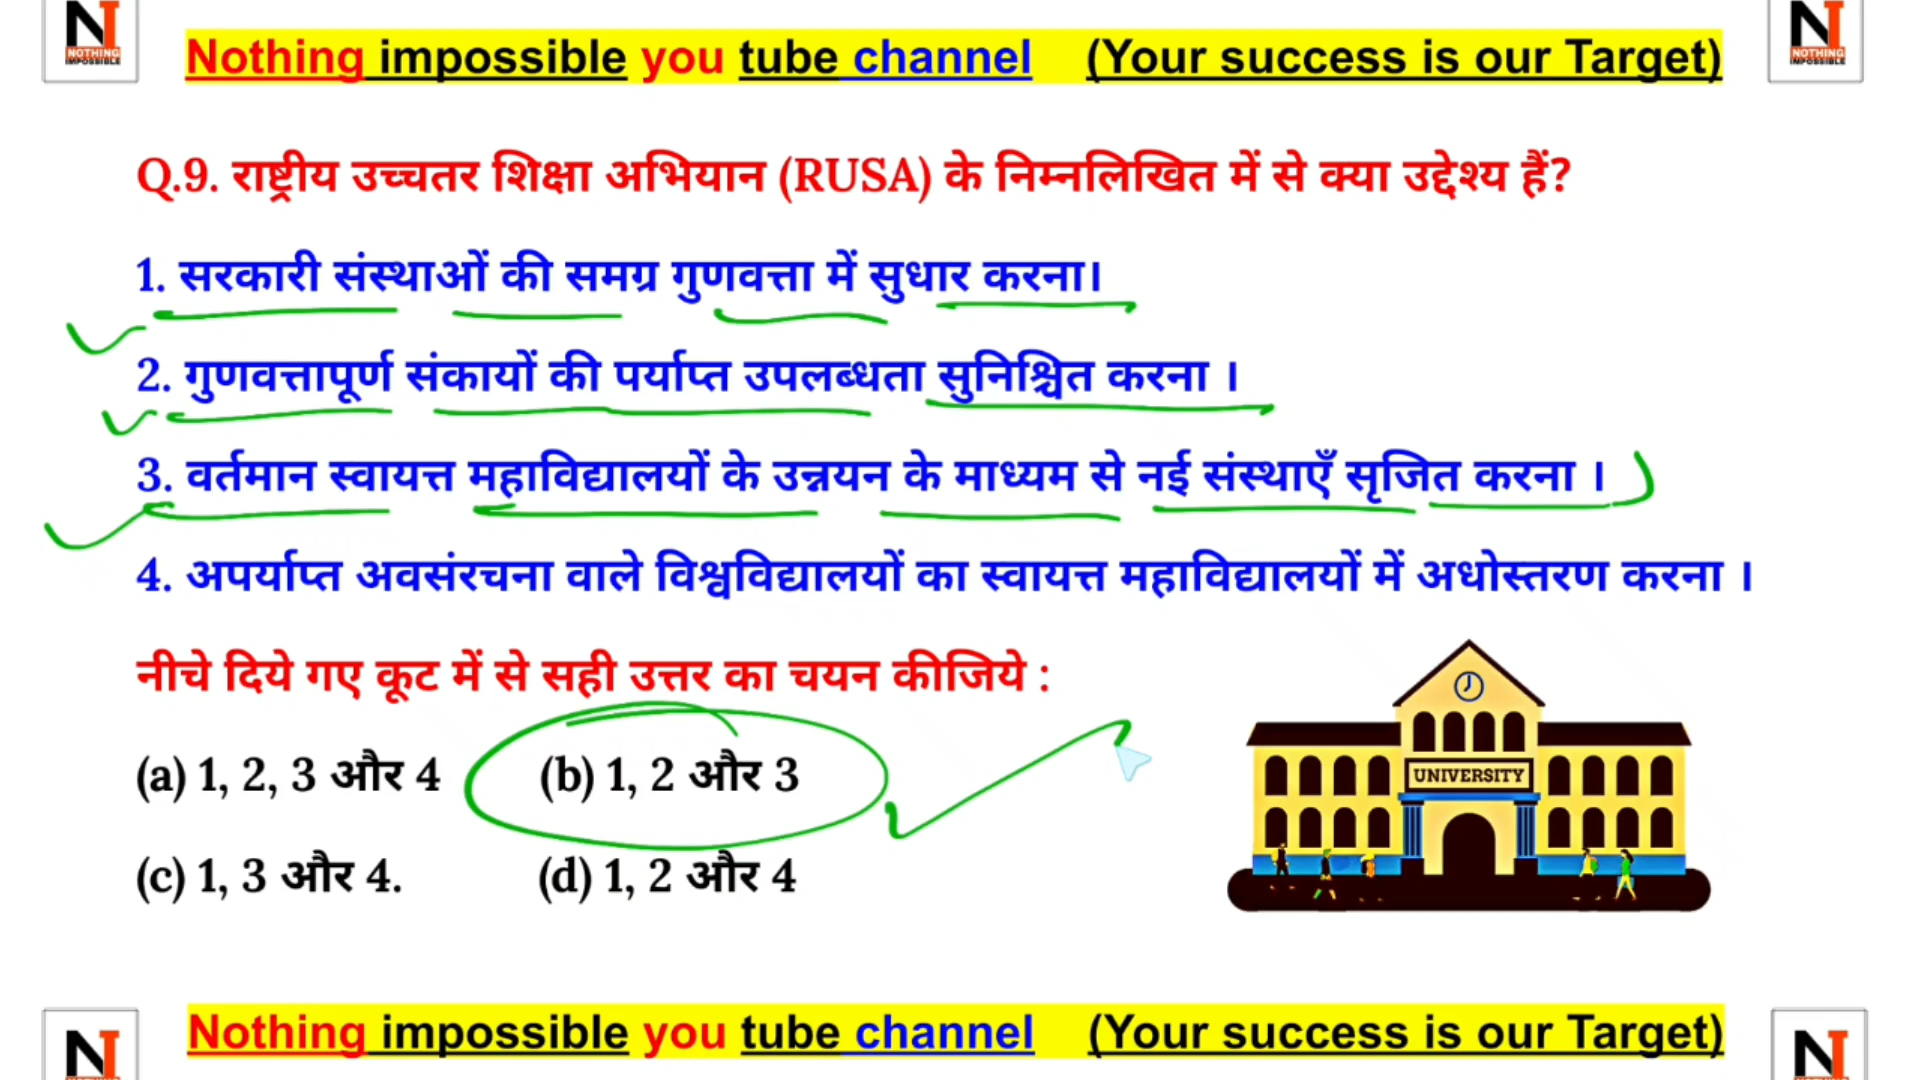 NOTHING
IMPOSSIBLE
Nothing impossible you tube channel (Your success is our Target)
NOTHING
IMPOSSIBLE
Q.9. राष्ट्रीय उच्चतर शिक्षा अभियान (RUSA) के निम्नलिखित में से क्या उद्देश्य हैं?
1. सरकारी संस्थाओं की समग्र गुणवत्ता में सुधार करना।
2. गुणवत्तापूर्ण संकायों की पर्याप्त उपलब्धता सुनिश्चित करना ।
3. वर्तमान स्वायत्त महाविद्यालयों के उन्नयन के माध्यम से नई संस्थाएँ सृजित करना ।
4. अपर्याप्त अवसंरचना वाले विश्वविद्यालयों का स्वायत्त महाविद्यालयों में अधोस्तरण करना ।
नीचे दिये गए कूट में से सही उत्तर का चयन कीजिये :
(a) 1, 2, 3 और 4 (b) 1, 2 और 3
(c) 1, 3 और 4. (d) 1, 2 और 4
UNIVERSITY
Nothing impossible you tube channel (Your success is our Target)